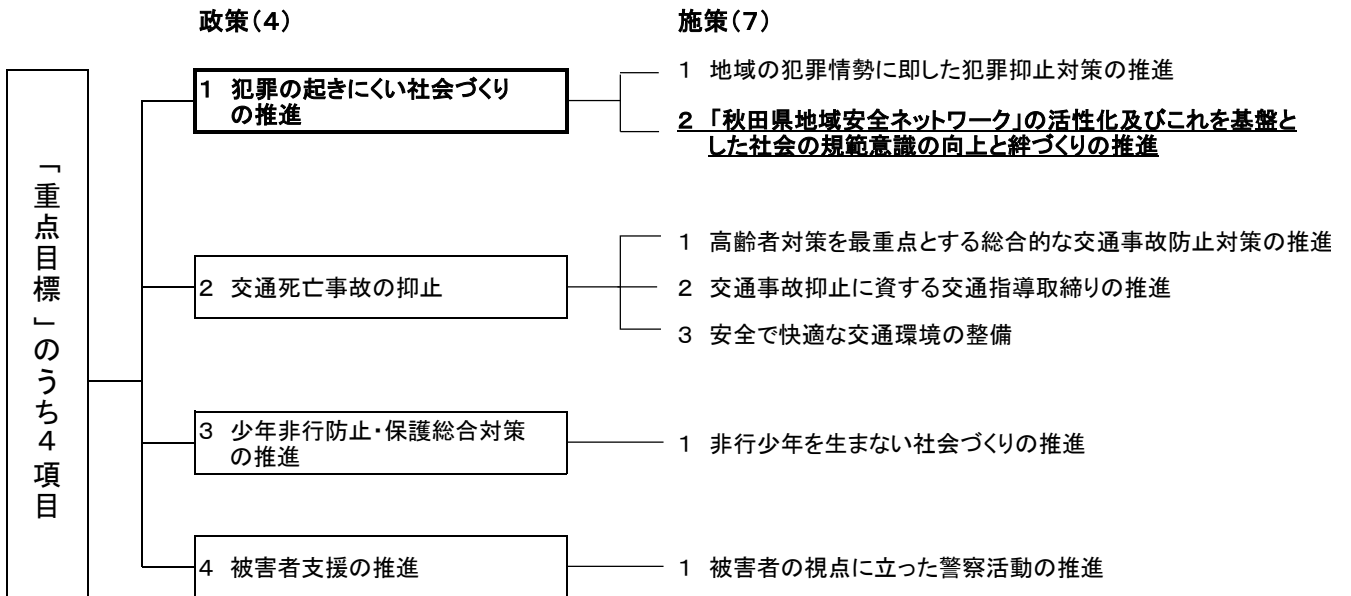 政策(4)
施策(7)
「重点目標」のうち4項目
1 犯罪の起きにくい社会づくり
の推進
1 地域の犯罪情勢に即した犯罪抑止対策の推進
2 「秋田県地域安全ネットワーク」の活性化及びこれを基盤と
した社会の規範意識の向上と絆づくりの推進
2 交通死亡事故の抑止
1 高齢者対策を最重点とする総合的な交通事故防止対策の推進
2 交通事故抑止に資する交通指導取締りの推進
3 安全で快適な交通環境の整備
3 少年非行防止・保護総合対策
の推進
1 非行少年を生まない社会づくりの推進
4 被害者支援の推進
1 被害者の視点に立った警察活動の推進